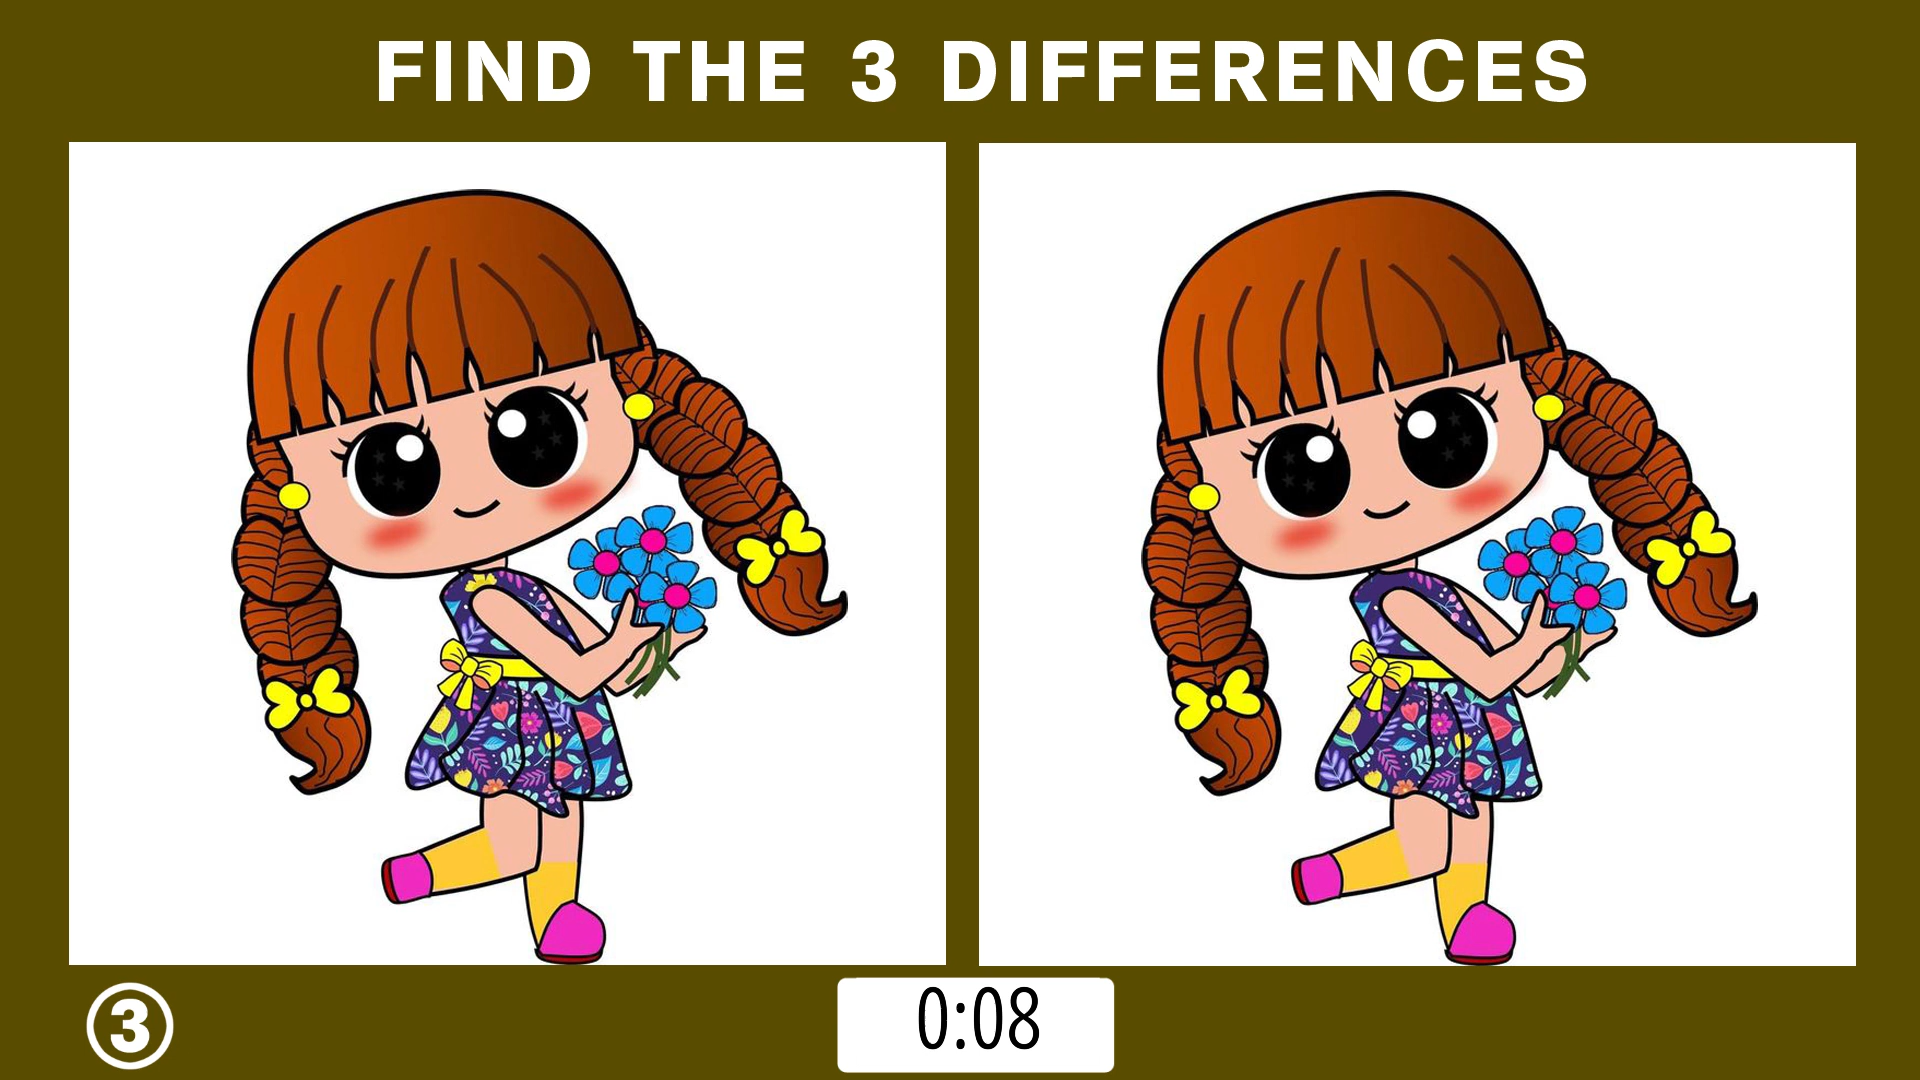 FIND THE 3 DIFFERENCES
3
0:08